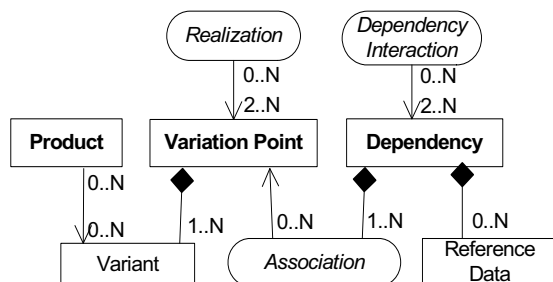 Realization
Dependency
Interaction
0..N
0..N
2..N
2..N
Product
Variation Point
Dependency
0..N
0..N
1..N
0..N
1..N
0..N
Variant
Association
Reference
Data